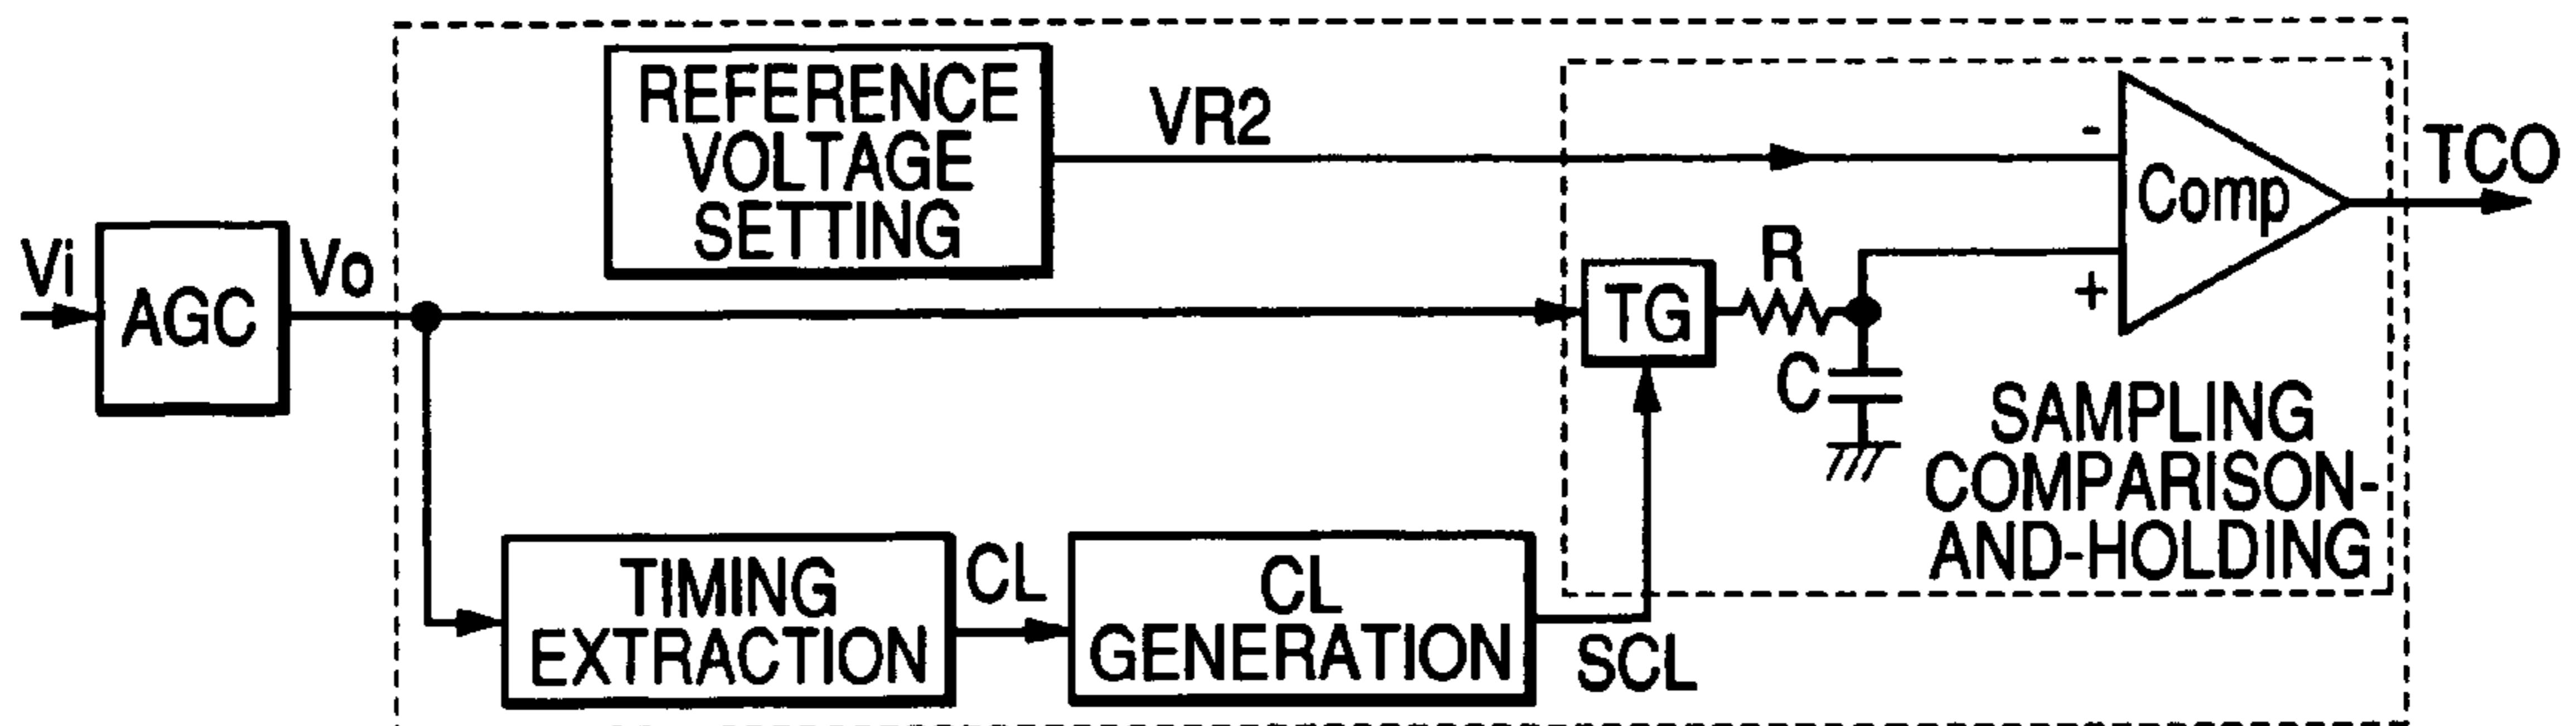 REFERENCE
VOLTAGE
SETTING
VR2
-
Comp
TCO
Vi
AGC
Vo
TG
R
+
C
SAMPLING
COMPARISON-
AND-HOLDING
TIMING
EXTRACTION
CL
CL
GENERATION
SCL